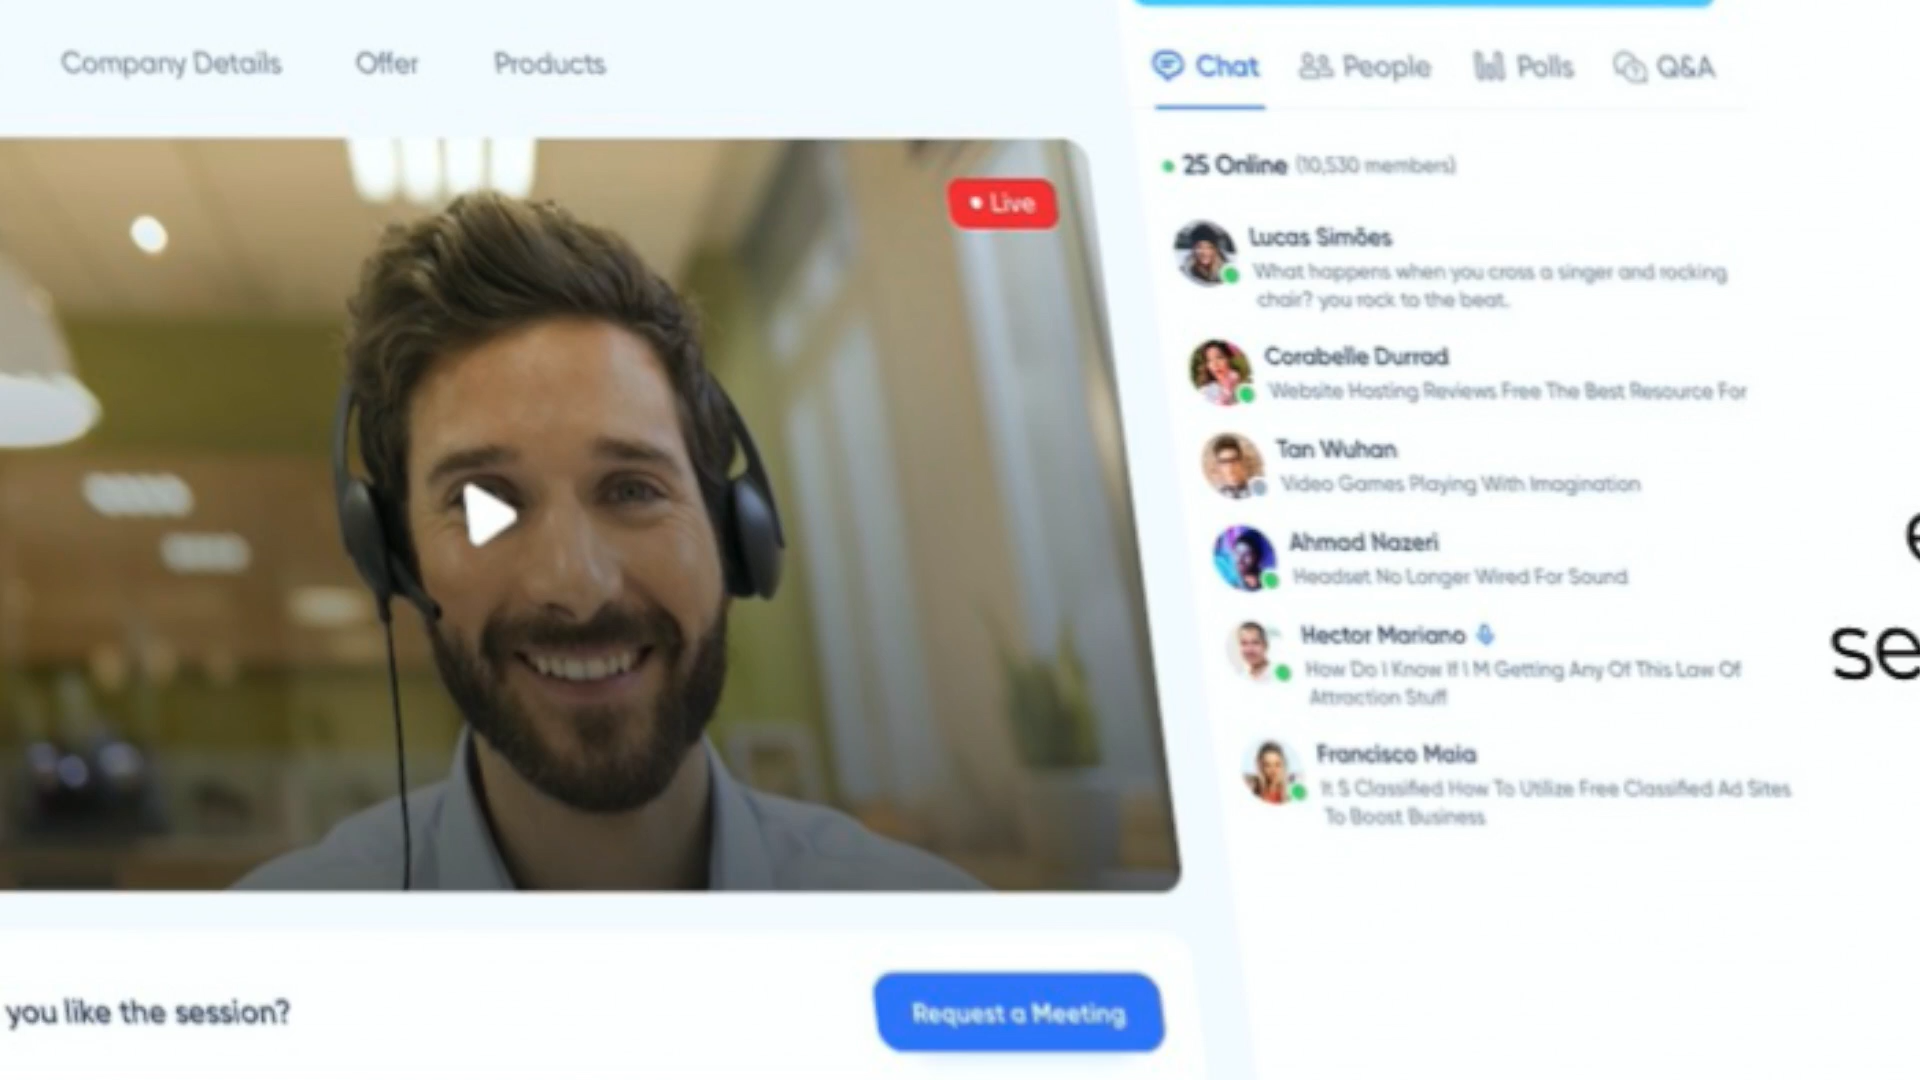 Company Details Offer Products
Chat People Polls Q&A
25 Online (10,530 members)
Live
Lucas Simões
What happens when you cross a singer and rocking
chair? you rock to the beat.
Corabelle Durrad
Website Hosting Reviews Free The Best Resource For
Tan Wuhan
Video Games Playing With Imagination
Ahmad Nazeri
Headset No Longer Wired For Sound
Hector Mariano
How Do I Know If I M Getting Any Of This Law Of
Attraction Stuff
Francisco Maia
It S Classified How To Utilize Free Classified Ad Sites
To Boost Business
you like the session?
Request a Meeting
se